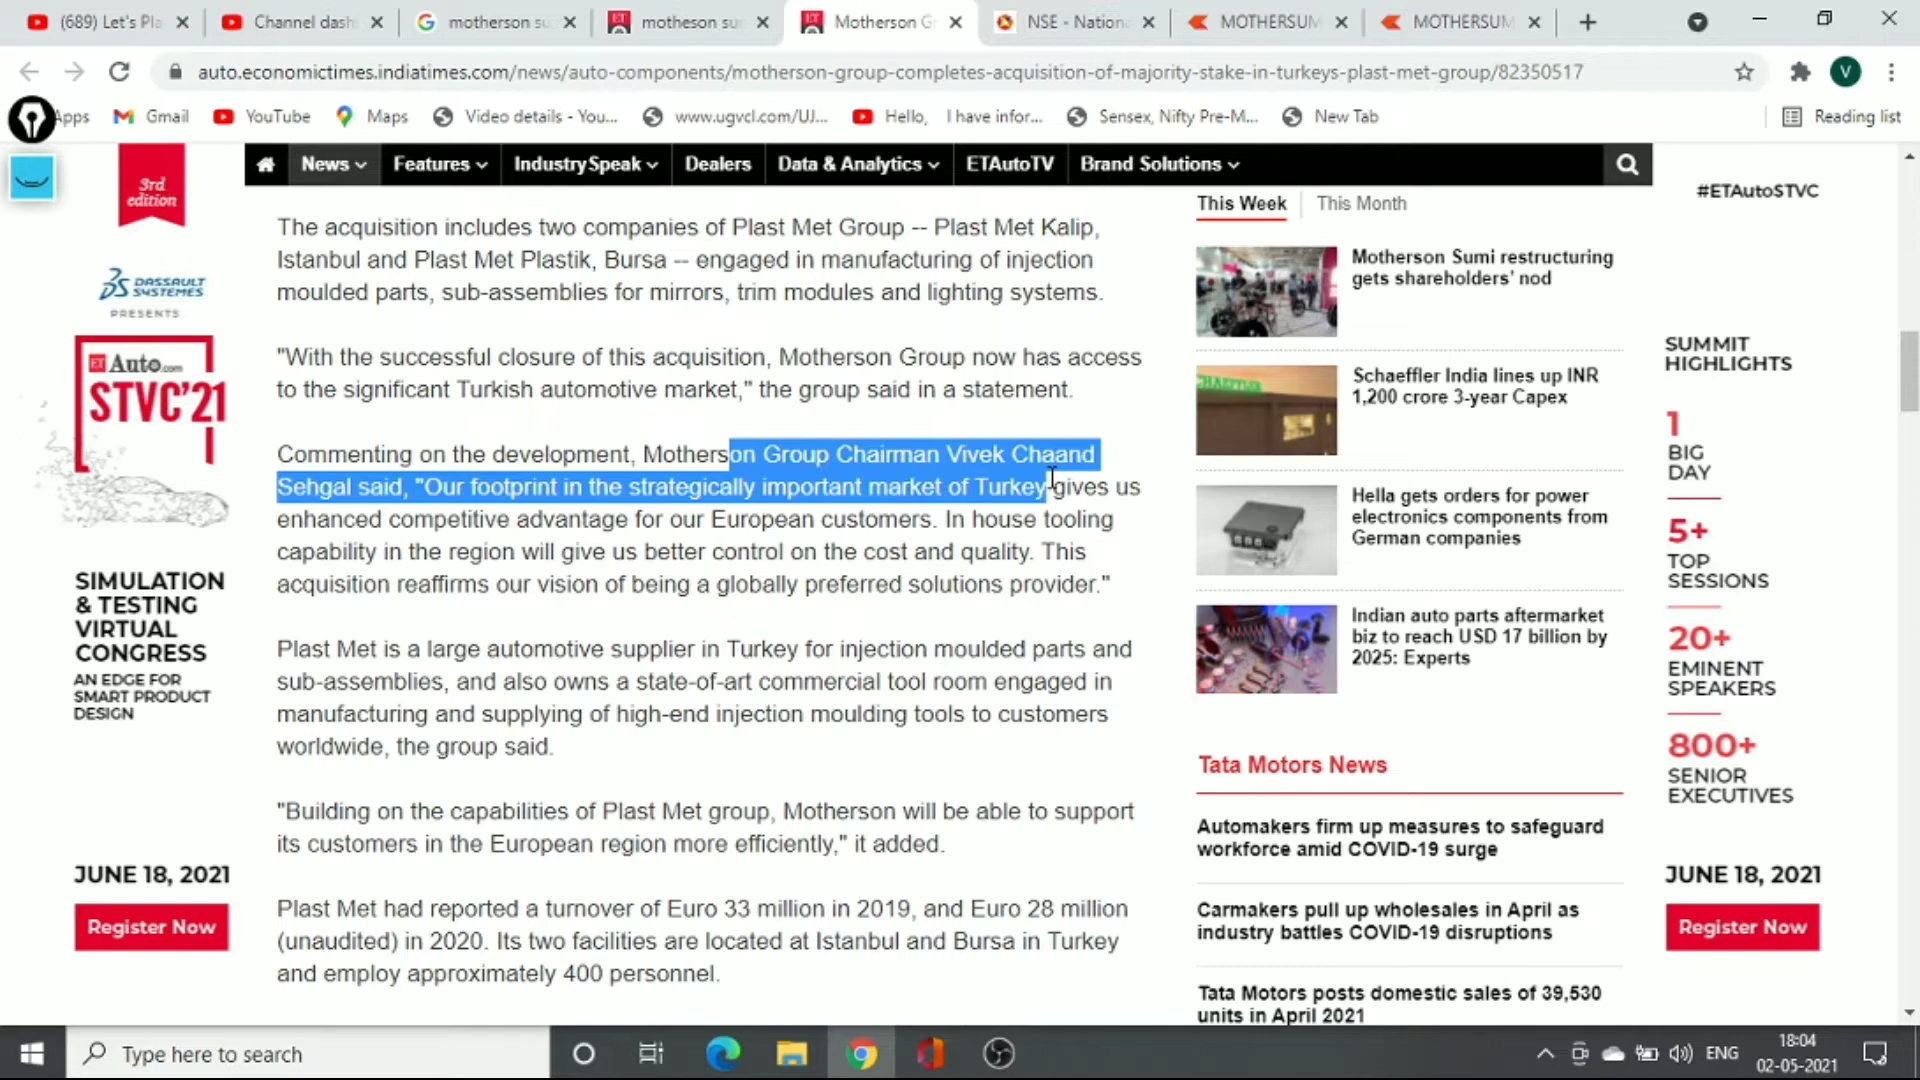 (689) Let's Pla
Channel dash
motherson su
motheson su
Motherson G
NSE - Nation
MOTHERSUM
MOTHERSUM
auto.economictimes.indiatimes.com/news/auto-components/motherson-group-completes-acquisition-of-majority-stake-in-turkeys-plast-met-group/82350517
V
Apps
Gmail
YouTube
Maps
Video details - You...
www.ugvcl.com/UJ...
Hello, I have infor...
Sensex, Nifty Pre-M...
New Tab
Reading list
News
Features
IndustrySpeak
Dealers
Data & Analytics
ETAutoTV
Brand Solutions
3rd
edition
DASSAULT
SYSTEMES
PRESENTS
ET Auto.com
STVC'21
SIMULATION
& TESTING
VIRTUAL
CONGRESS
AN EDGE FOR
SMART PRODUCT
DESIGN
JUNE 18, 2021
Register Now
The acquisition includes two companies of Plast Met Group -- Plast Met Kalip,
Istanbul and Plast Met Plastik, Bursa -- engaged in manufacturing of injection
moulded parts, sub-assemblies for mirrors, trim modules and lighting systems.
"With the successful closure of this acquisition, Motherson Group now has access
to the significant Turkish automotive market," the group said in a statement.
Commenting on the development, Motherson Group Chairman Vivek Chaand
Sehgal said, "Our footprint in the strategically important market of Turkey gives us
enhanced competitive advantage for our European customers. In house tooling
capability in the region will give us better control on the cost and quality. This
acquisition reaffirms our vision of being a globally preferred solutions provider."
Plast Met is a large automotive supplier in Turkey for injection moulded parts and
sub-assemblies, and also owns a state-of-art commercial tool room engaged in
manufacturing and supplying of high-end injection moulding tools to customers
worldwide, the group said.
"Building on the capabilities of Plast Met group, Motherson will be able to support
its customers in the European region more efficiently," it added.
Plast Met had reported a turnover of Euro 33 million in 2019, and Euro 28 million
(unaudited) in 2020. Its two facilities are located at Istanbul and Bursa in Turkey
and employ approximately 400 personnel.
This Week
This Month
Motherson Sumi restructuring
gets shareholders' nod
Schaeffler India lines up INR
1,200 crore 3-year Capex
Hella gets orders for power
electronics components from
German companies
Indian auto parts aftermarket
biz to reach USD 17 billion by
2025: Experts
Tata Motors News
Automakers firm up measures to safeguard
workforce amid COVID-19 surge
Carmakers pull up wholesales in April as
industry battles COVID-19 disruptions
Tata Motors posts domestic sales of 39,530
units in April 2021
#ETAutoSTVC
SUMMIT
HIGHLIGHTS
1
BIG
DAY
5+
TOP
SESSIONS
20+
EMINENT
SPEAKERS
800+
SENIOR
EXECUTIVES
JUNE 18, 2021
Register Now
Type here to search
ENG
18:04
02-05-2021